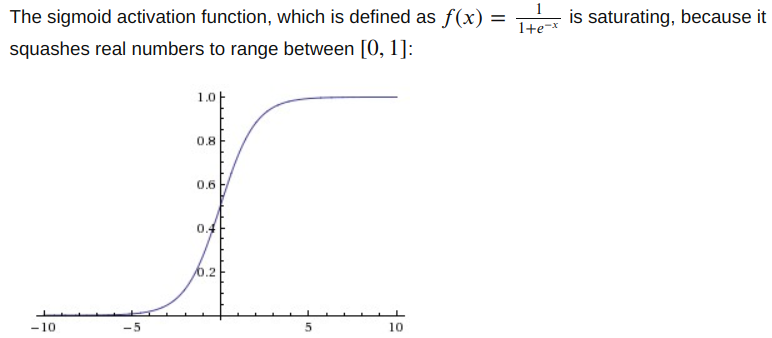 The sigmoid activation function, which is defined as f(x) = 1/(1+e^{-x}) is saturating, because it
squashes real numbers to range between [0, 1]:
1.0
0.8
0.6
0.4
0.2
-10 -5 5 10